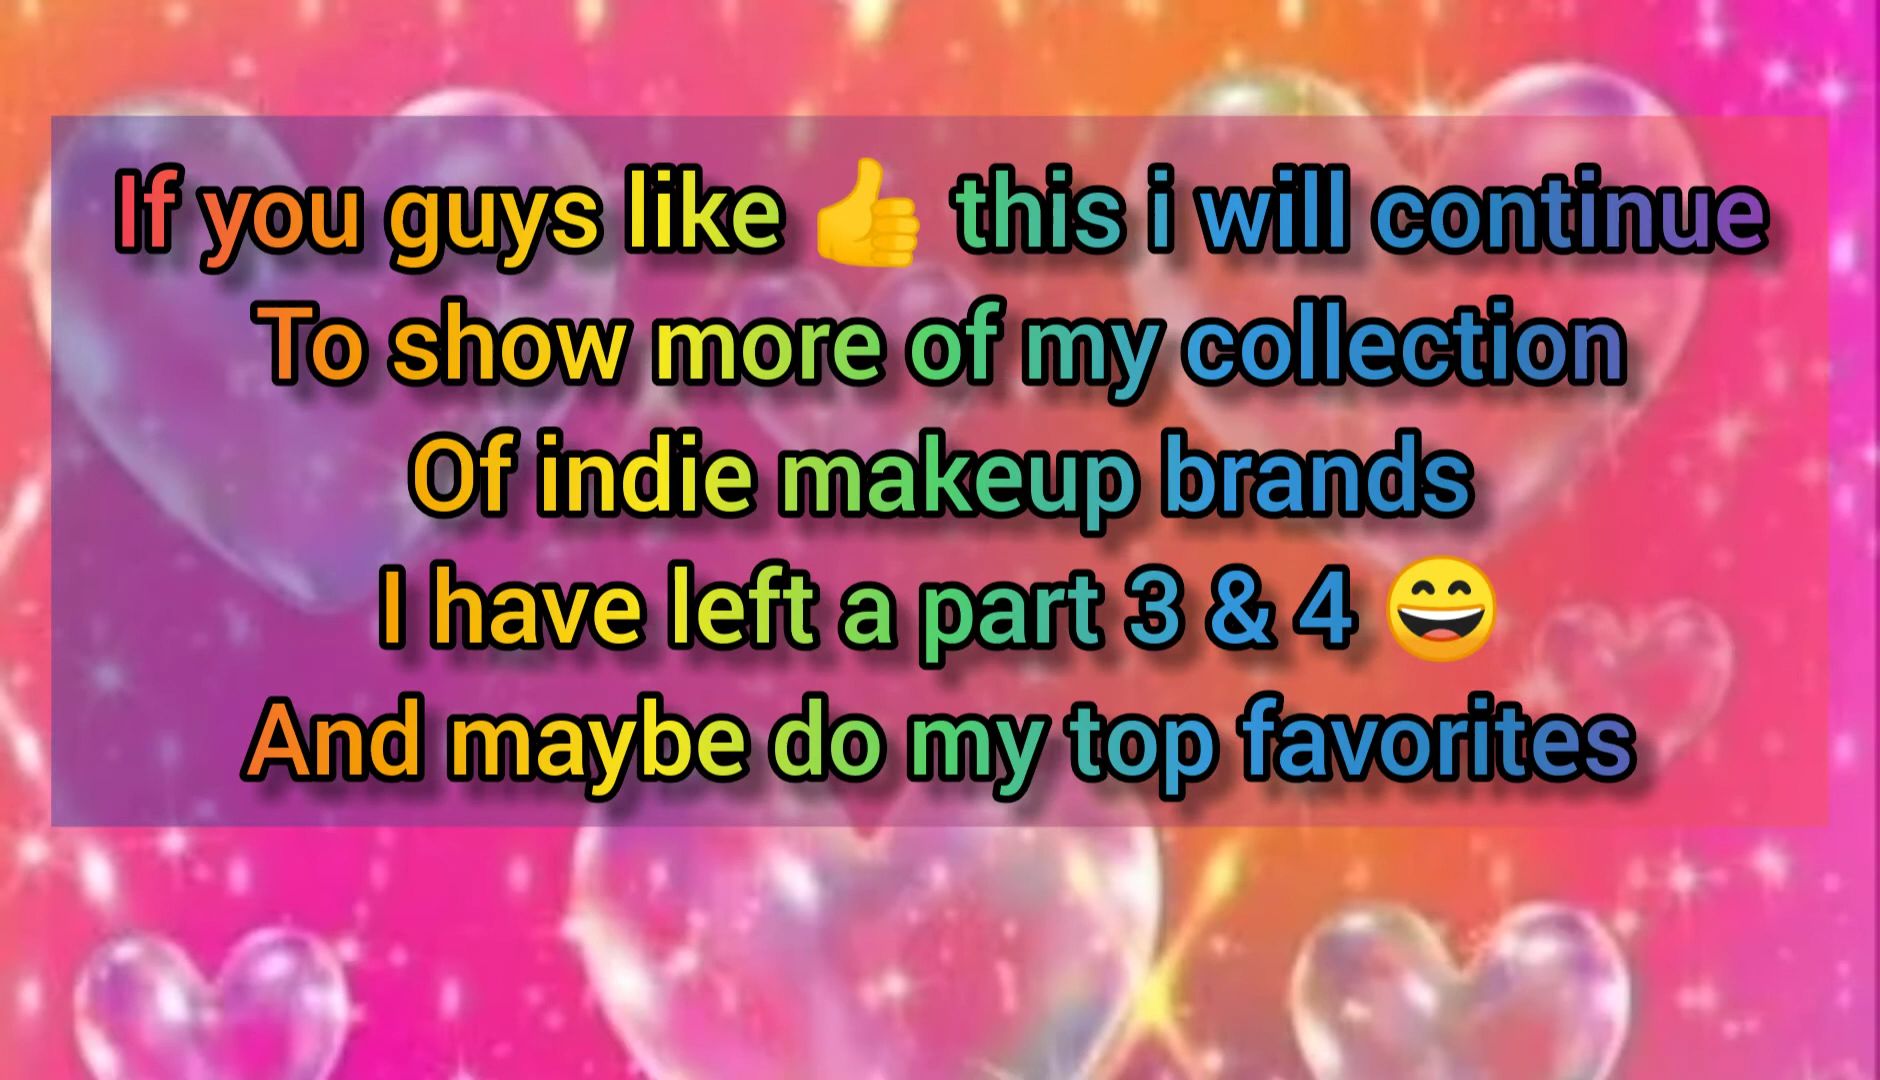 If you guys like 👍 this i will continue
To show more of my collection
Of indie makeup brands
I have left a part 3 & 4 😄
And maybe do my top favorites